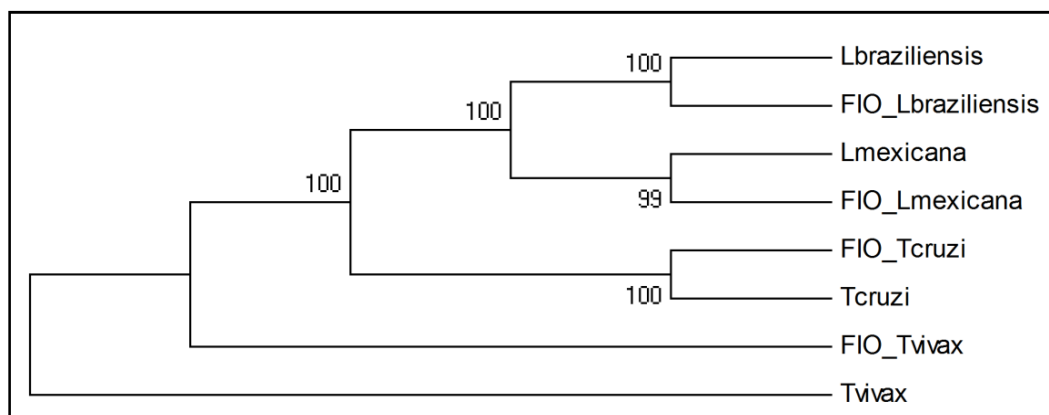 100
Lbraziliensis
FIO_Lbraziliensis
100
Lmexicana
99
FIO_Lmexicana
100
FIO_Tcruzi
100
Tcruzi
FIO_Tvivax
Tvivax